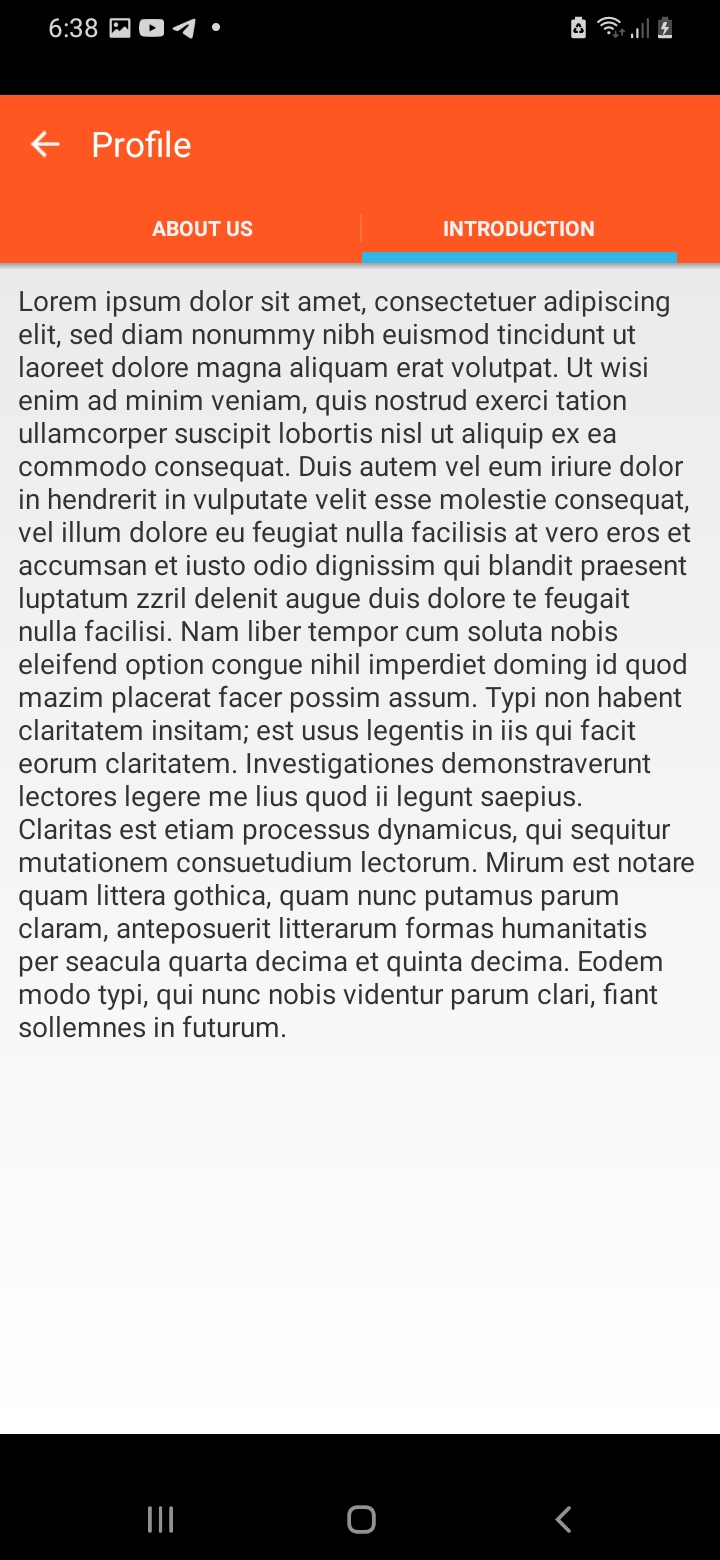 6:38
Profile
ABOUT US
INTRODUCTION
Lorem ipsum dolor sit amet, consectetuer adipiscing
elit, sed diam nonummy nibh euismod tincidunt ut
laoreet dolore magna aliquam erat volutpat. Ut wisi
enim ad minim veniam, quis nostrud exerci tation
ullamcorper suscipit lobortis nisl ut aliquip ex ea
commodo consequat. Duis autem vel eum iriure dolor
in hendrerit in vulputate velit esse molestie consequat,
vel illum dolore eu feugiat nulla facilisis at vero eros et
accumsan et iusto odio dignissim qui blandit praesent
luptatum zzril delenit augue duis dolore te feugait
nulla facilisi. Nam liber tempor cum soluta nobis
eleifend option congue nihil imperdiet doming id quod
mazim placerat facer possim assum. Typi non habent
claritatem insitam; est usus legentis in iis qui facit
eorum claritatem. Investigationes demonstraverunt
lectores legere me lius quod ii legunt saepius.
Claritas est etiam processus dynamicus, qui sequitur
mutationem consuetudium lectorum. Mirum est notare
quam littera gothica, quam nunc putamus parum
claram, anteposuerit litterarum formas humanitatis
per seacula quarta decima et quinta decima. Eodem
modo typi, qui nunc nobis videntur parum clari, fiant
sollemnes in futurum.